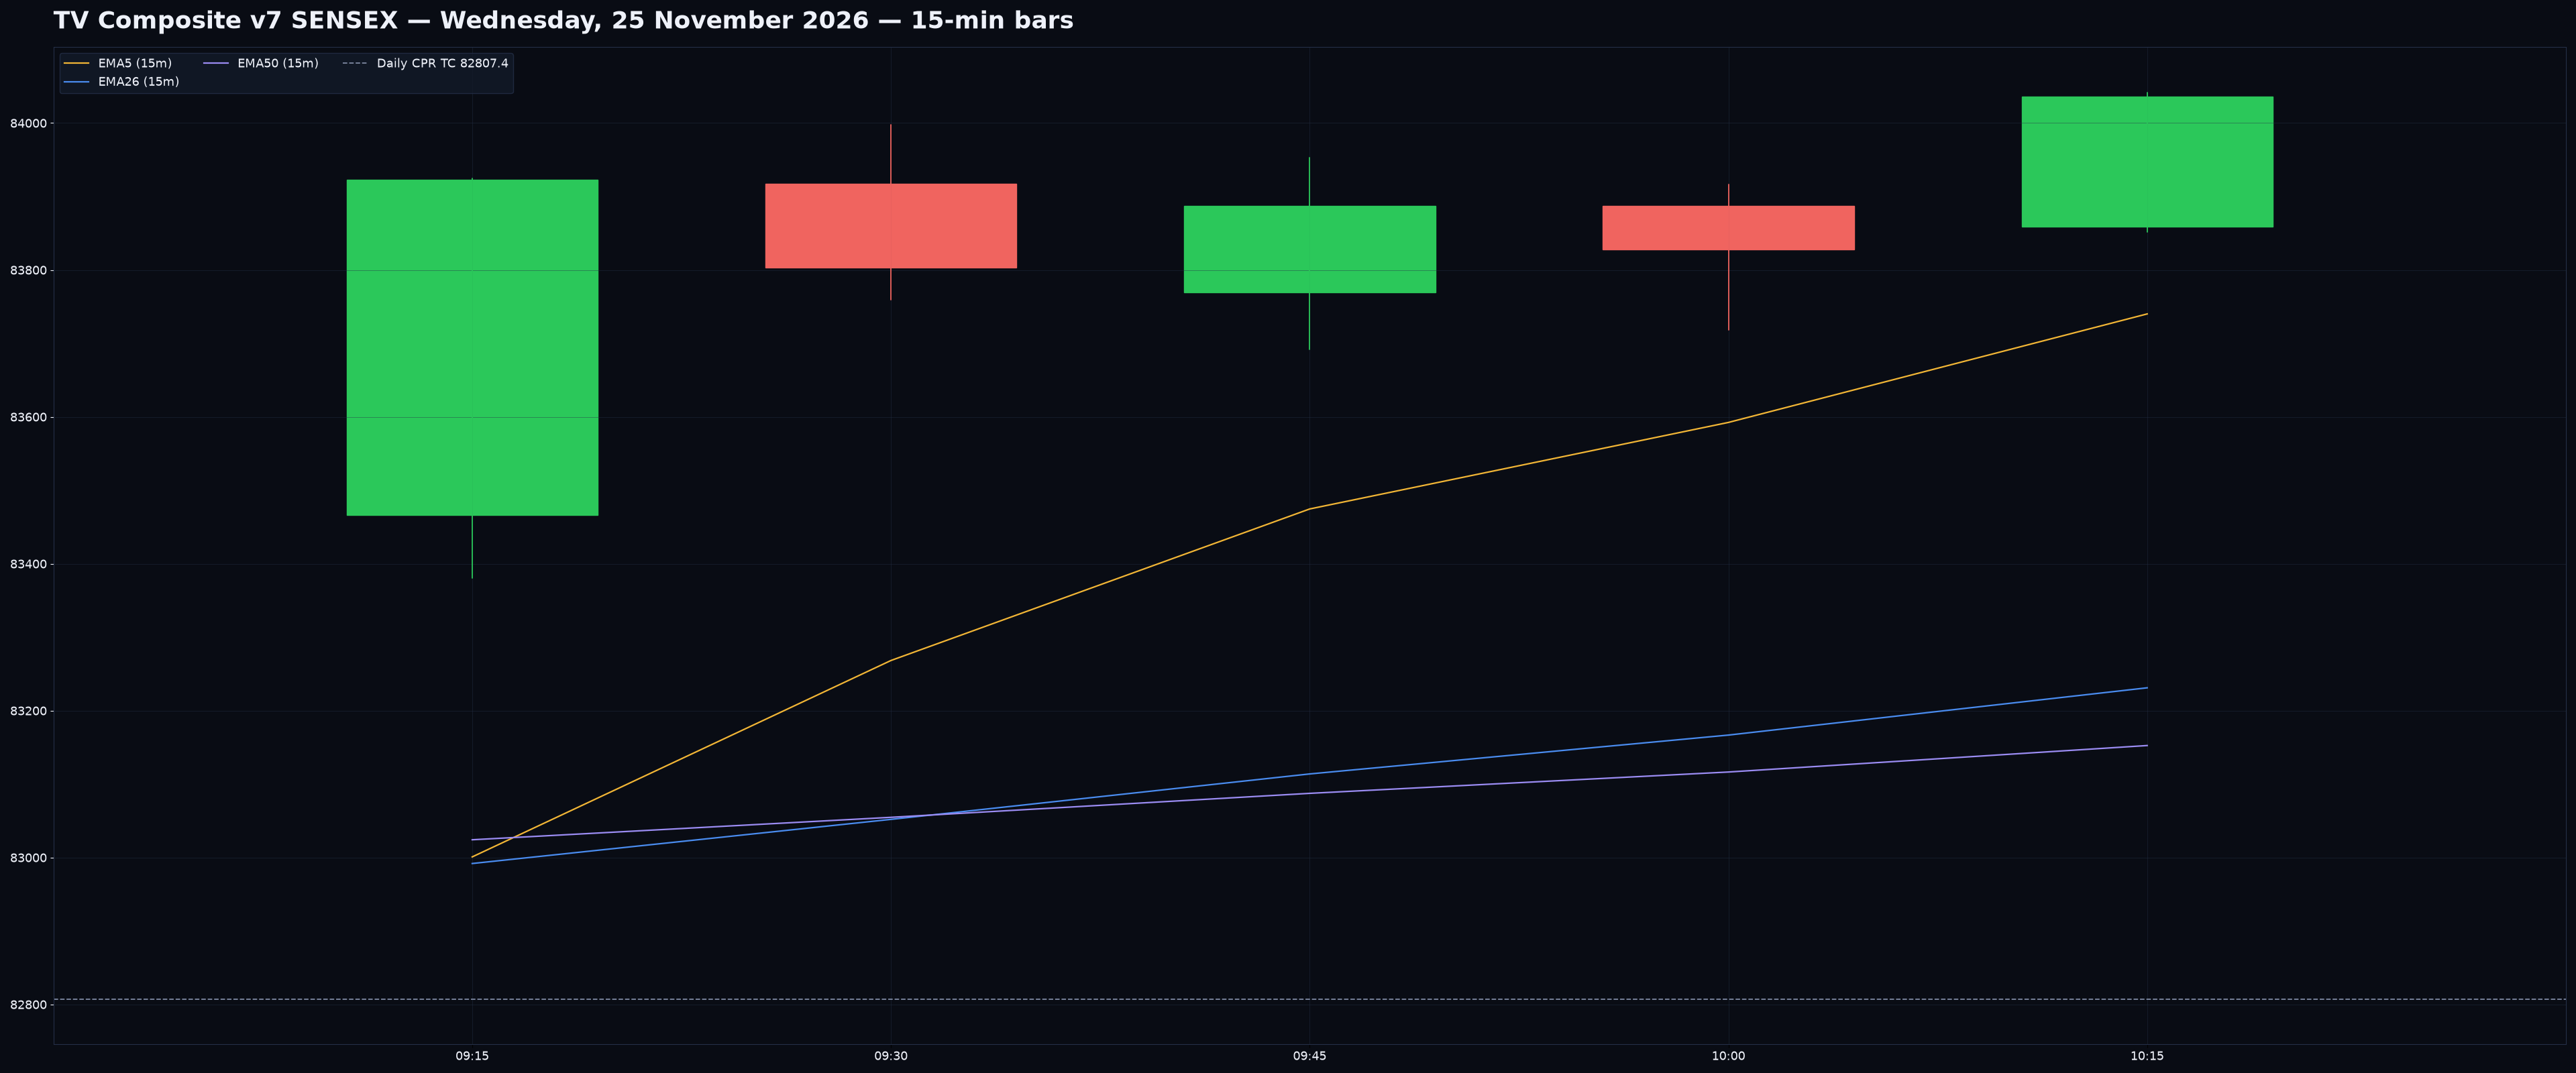 TV Composite v7 SENSEX — Wednesday, 25 November 2026 — 15-min bars
EMA5 (15m)
EMA26 (15m)
EMA50 (15m)
Daily CPR TC 82807.4
84000
83800
83600
83400
83200
83000
82800
09:15
09:30
09:45
10:00
10:15